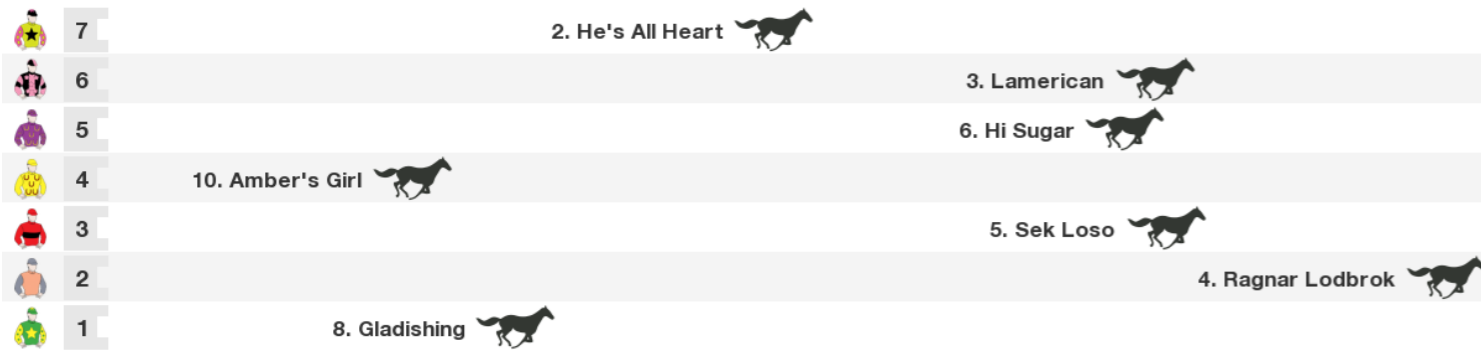 7 2. He's All Heart
6 3. Lamerican
5 6. Hi Sugar
4 10. Amber's Girl
3 5. Sek Loso
2 4. Ragnar Lodbrok
1 8. Gladishing